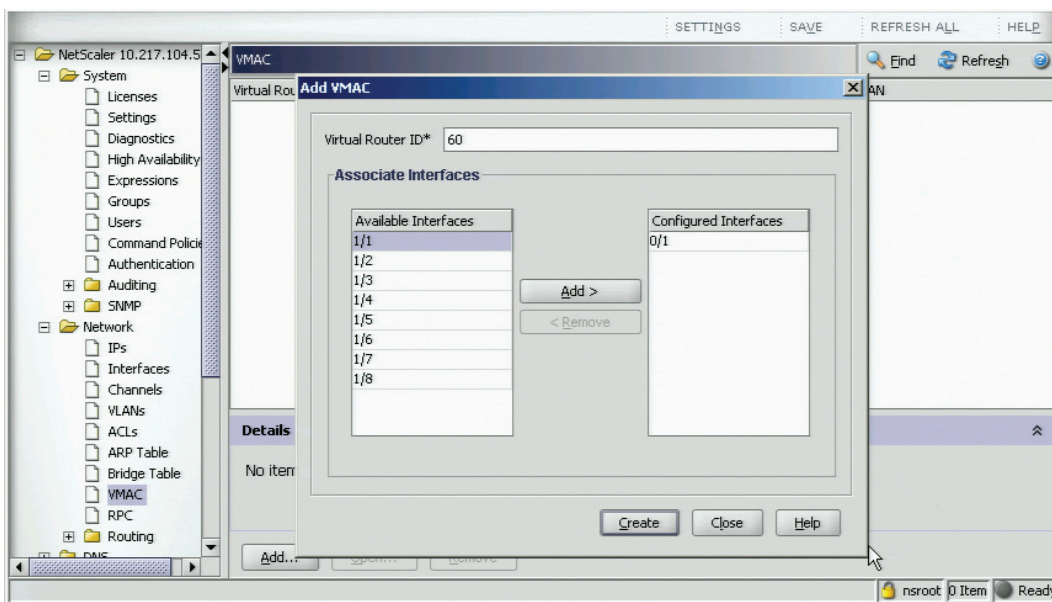 SETTINGS SAVE REFRESH ALL HELP
NetScaler 10.217.104.5
System
Licenses
Settings
Diagnostics
High Availability
Expressions
Groups
Users
Command Policie
Authentication
Auditing
SNMP
Network
IPs
Interfaces
Channels
VLANs
ACLs
ARP Table
Bridge Table
VMAC
RPC
Routing
DNS
VMAC
Find Refresh
Virtual Rou
AN
Add VMAC
Virtual Router ID* 60
Associate Interfaces
Available Interfaces
1/1
1/2
1/3
1/4
1/5
1/6
1/7
1/8
Add >
< Remove
Configured Interfaces
0/1
Create Close Help
Details
No item
Add... Open... Remove
nsroot 0 Item Ready